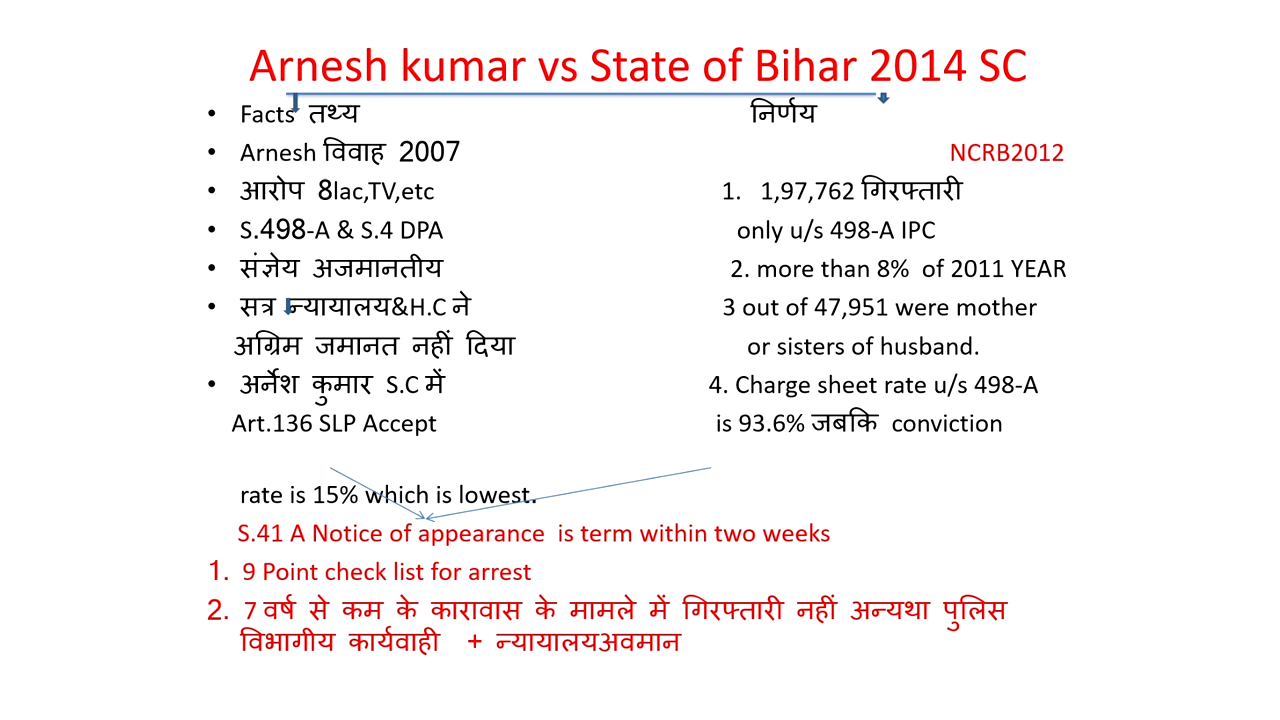 Arnesh kumar vs State of Bihar 2014 SC
• Facts तथ्य
• Arnesh विवाह 2007
• आरोप 8lac,TV,etc
• S.498-A & S.4 DPA
• संज्ञेय अजमानतीय
• सत्र न्यायालय&H.C ने
अग्रिम जमानत नहीं दिया
• अर्नेश कुमार S.C में
Art.136 SLP Accept
निर्णय
NCRB2012
1. 1,97,762 गिरफ्तारी
only u/s 498-A IPC
2. more than 8% of 2011 YEAR
3 out of 47,951 were mother
or sisters of husband.
4. Charge sheet rate u/s 498-A
is 93.6% जबकि conviction
rate is 15% which is lowest.
S.41 A Notice of appearance is term within two weeks
1. 9 Point check list for arrest
2. 7 वर्ष से कम के कारावास के मामले में गिरफ्तारी नहीं अन्यथा पुलिस
विभागीय कार्यवाही + न्यायालयअवमान